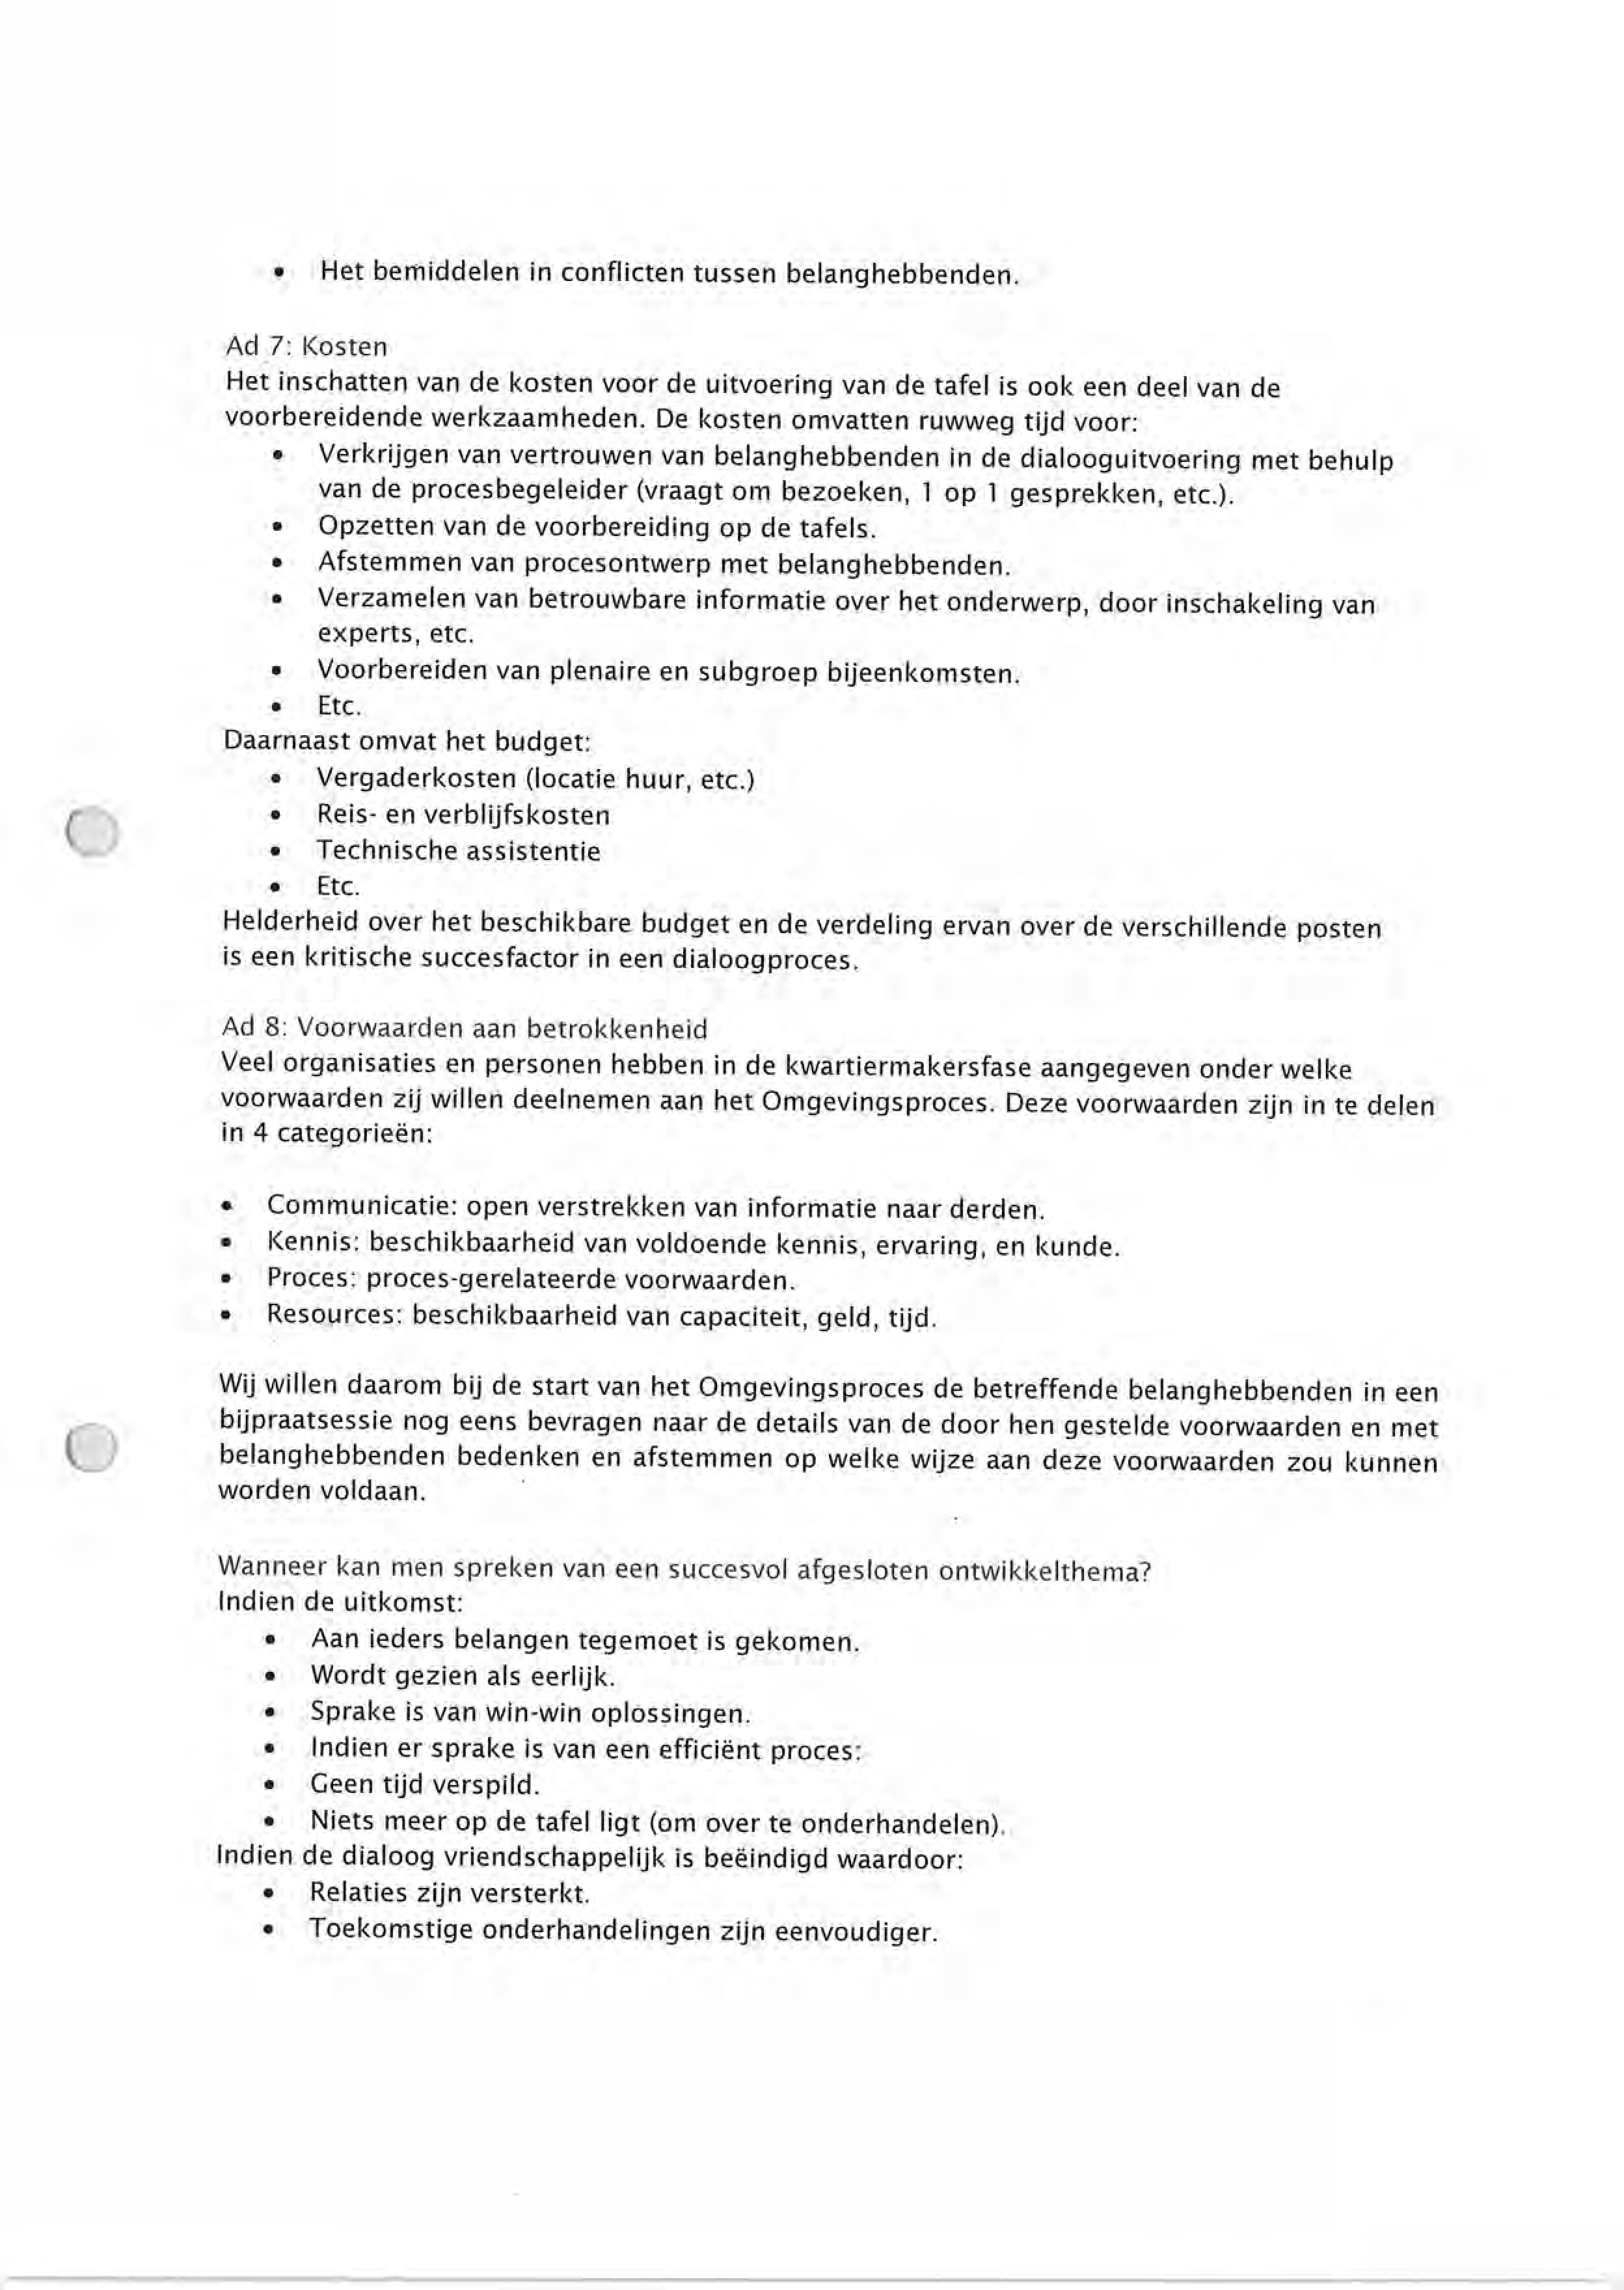 • Het bemiddelen in conflicten tussen belanghebbenden.
Ad 7: Kosten
Het inschatten van de kosten voor de uitvoering van de tafel is ook een deel van de
voorbereidende werkzaamheden. De kosten omvatten ruwweg tijd voor:
• Verkrijgen van vertrouwen van belanghebbenden in de dialooguitvoering met behulp
van de procesbegeleider (vraagt om bezoeken, 1 op 1 gesprekken, etc.).
• Opzetten van de voorbereiding op de tafels.
• Afstemmen van procesontwerp met belanghebbenden.
• Verzamelen van betrouwbare informatie over het onderwerp, door inschakeling van
experts, etc.
• Voorbereiden van plenaire en subgroep bijeenkomsten.
• Etc.
Daarnaast omvat het budget:
• Vergaderkosten (locatie huur, etc.)
• Reis- en verblijfskosten
• Technische assistentie
• Etc.
Helderheid over het beschikbare budget en de verdeling ervan over de verschillende posten
is een kritische succesfactor in een dialoogproces.
Ad 8: Voorwaarden aan betrokkenheid
Veel organisaties en personen hebben in de kwartiermakersfase aangegeven onder welke
voorwaarden zij willen deelnemen aan het Omgevingsproces. Deze voorwaarden zijn in te delen
in 4 categorieën:
• Communicatie: open verstrekken van informatie naar derden.
• Kennis: beschikbaarheid van voldoende kennis, ervaring, en kunde.
• Proces: proces-gerelateerde voorwaarden.
• Resources: beschikbaarheid van capaciteit, geld, tijd.
Wij willen daarom bij de start van het Omgevingsproces de betreffende belanghebbenden in een
bijpraatsessie nog eens bevragen naar de details van de door hen gestelde voorwaarden en met
belanghebbenden bedenken en afstemmen op welke wijze aan deze voorwaarden zou kunnen
worden voldaan.
Wanneer kan men spreken van een succesvol afgesloten ontwikkelthema?
Indien de uitkomst:
• Aan ieders belangen tegemoet is gekomen.
• Wordt gezien als eerlijk.
• Sprake is van win-win oplossingen.
• Indien er sprake is van een efficiënt proces:
• Geen tijd verspild.
• Niets meer op de tafel ligt (om over te onderhandelen).
Indien de dialoog vriendschappelijk is beëindigd waardoor:
• Relaties zijn versterkt.
• Toekomstige onderhandelingen zijn eenvoudiger.